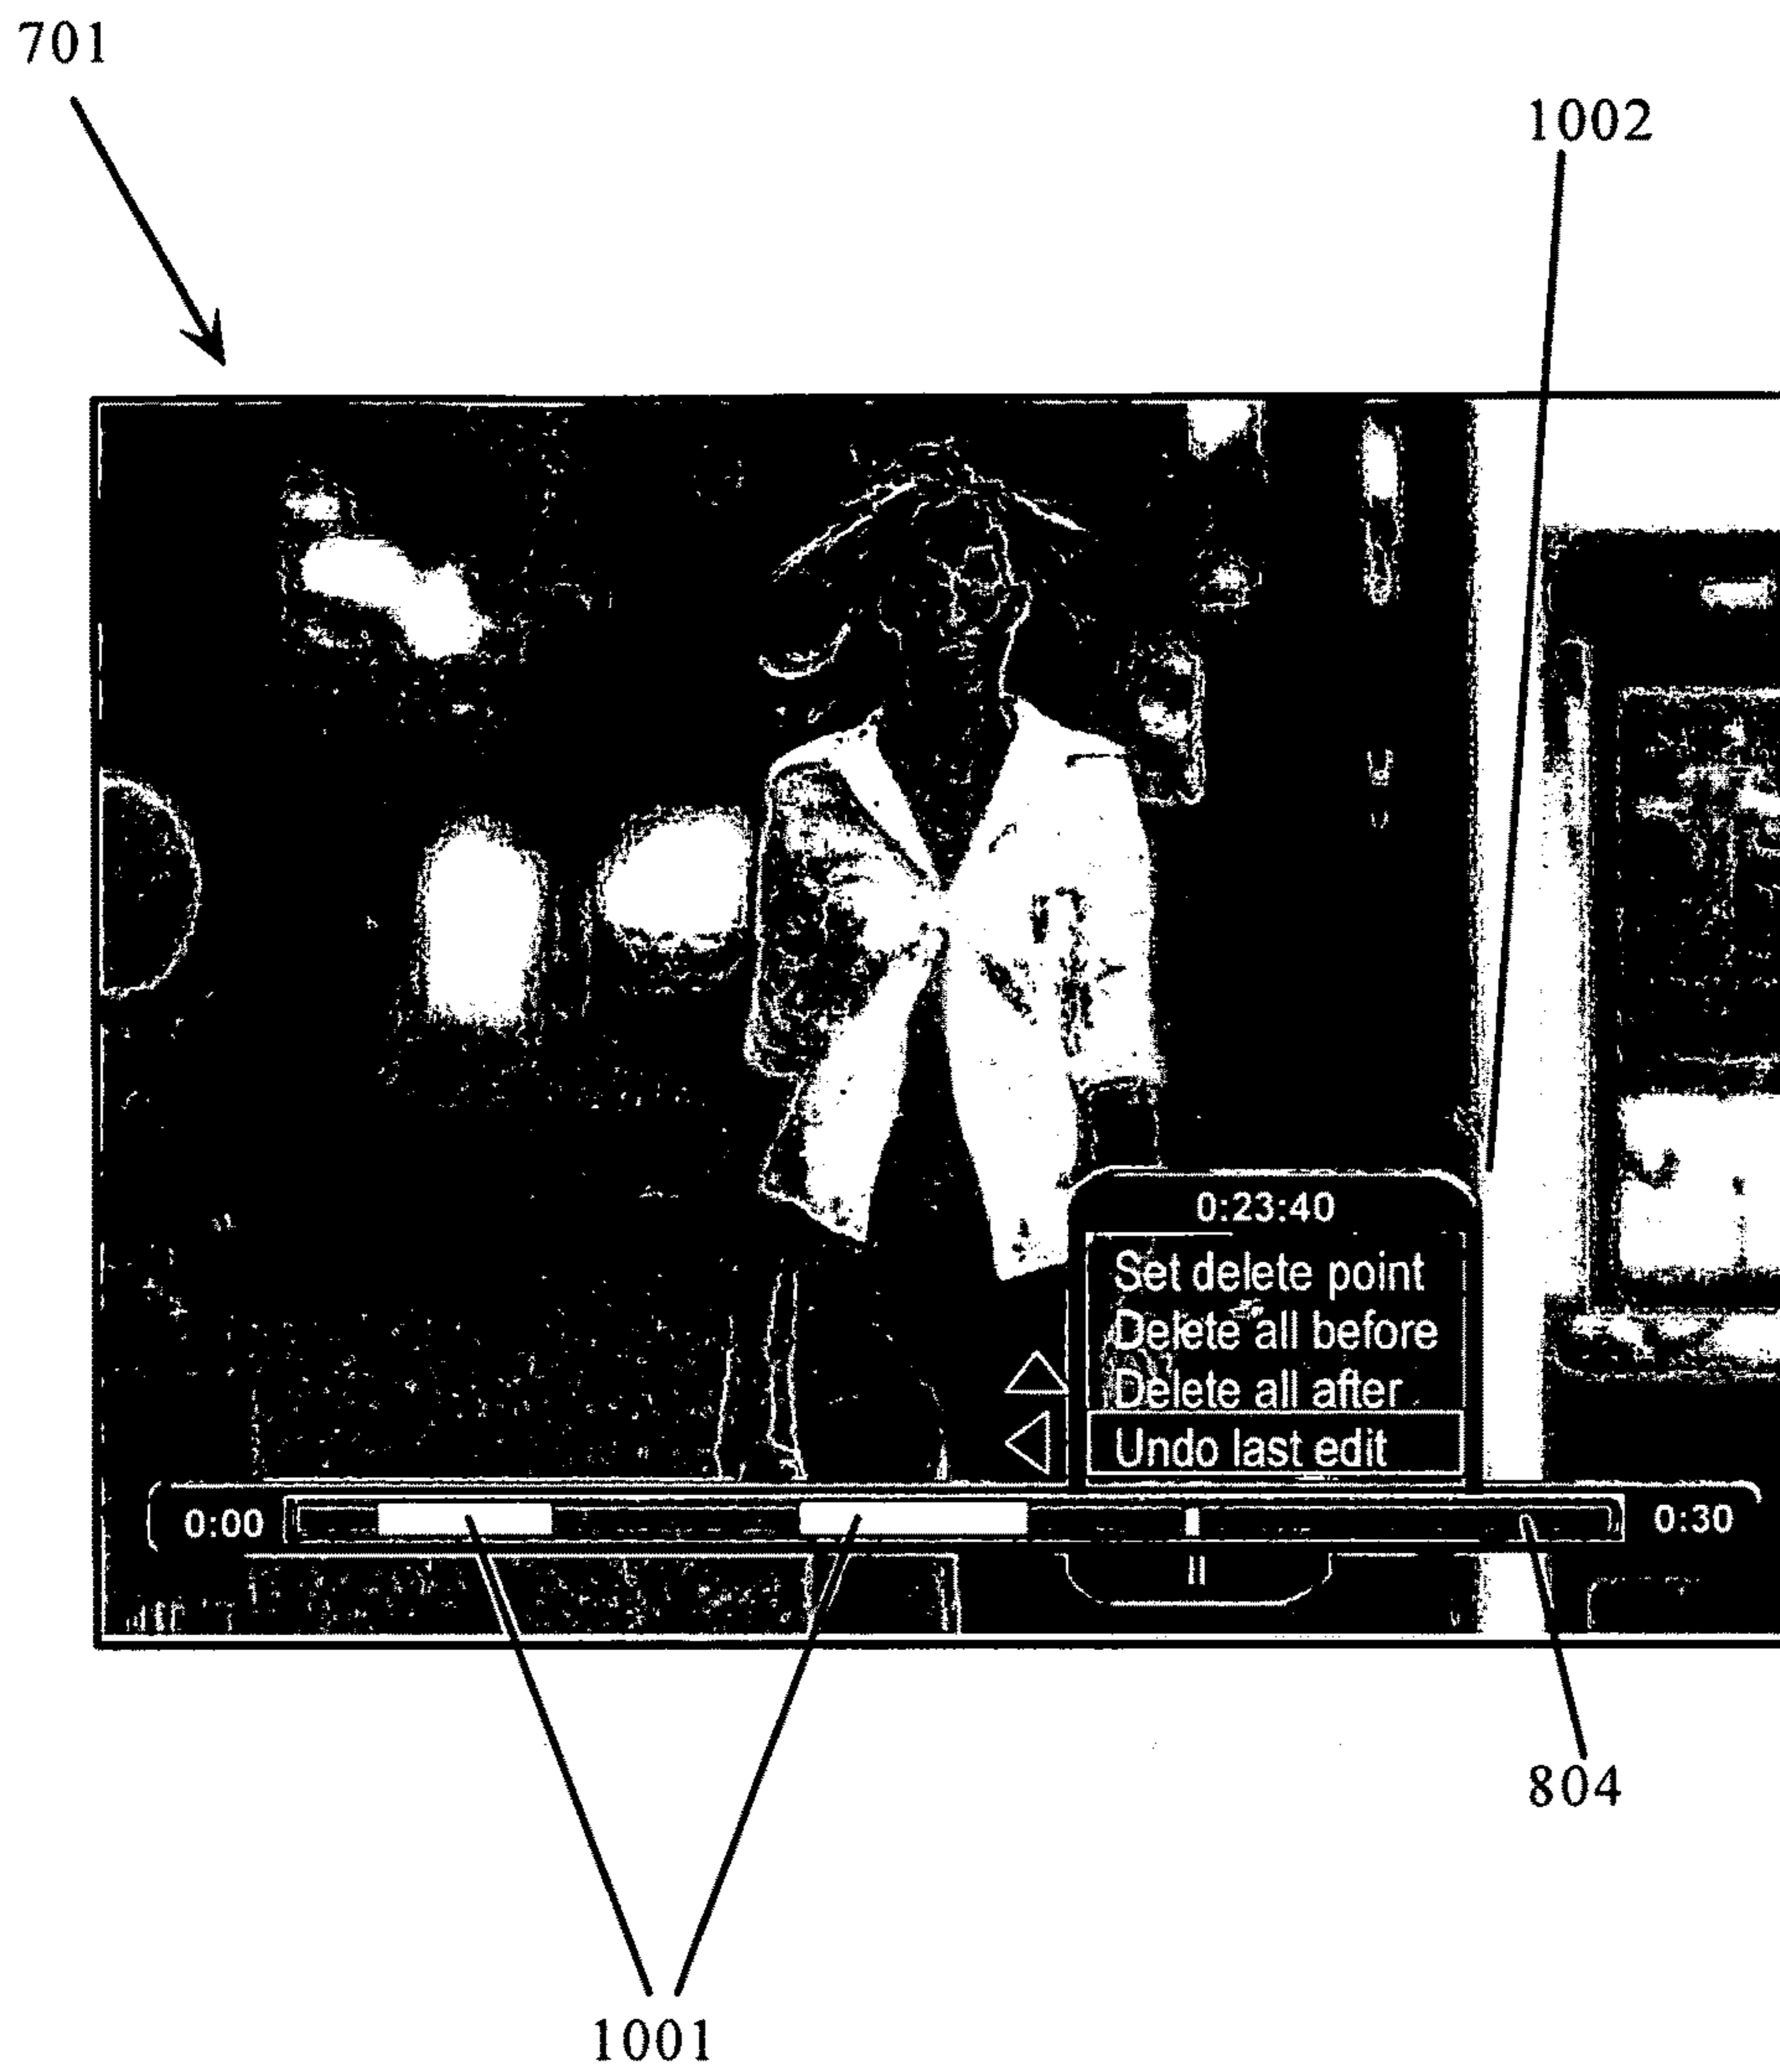 701
1002
0:23:40
Set delete point
Delete all before
Delete all after
Undo last edit
0:00
0:30
804
1001